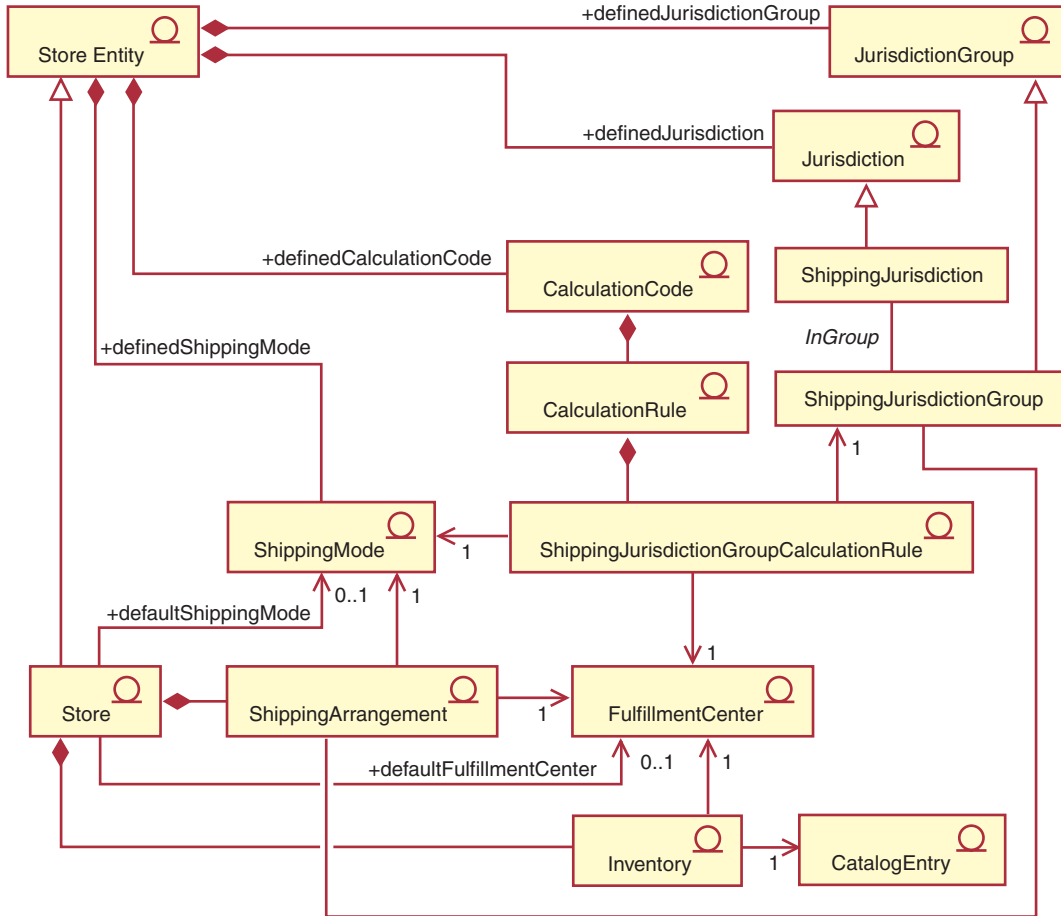 Store Entity
+definedJurisdictionGroup
JurisdictionGroup
+definedJurisdiction
Jurisdiction
+definedCalculationCode
CalculationCode
ShippingJurisdiction
InGroup
+definedShippingMode
CalculationRule
ShippingJurisdictionGroup
1
ShippingMode
1
ShippingJurisdictionGroupCalculationRule
0..1
1
+defaultShippingMode
1
Store
ShippingArrangement
1
FulfillmentCenter
+defaultFulfillmentCenter
0..1
1
Inventory
1
CatalogEntry